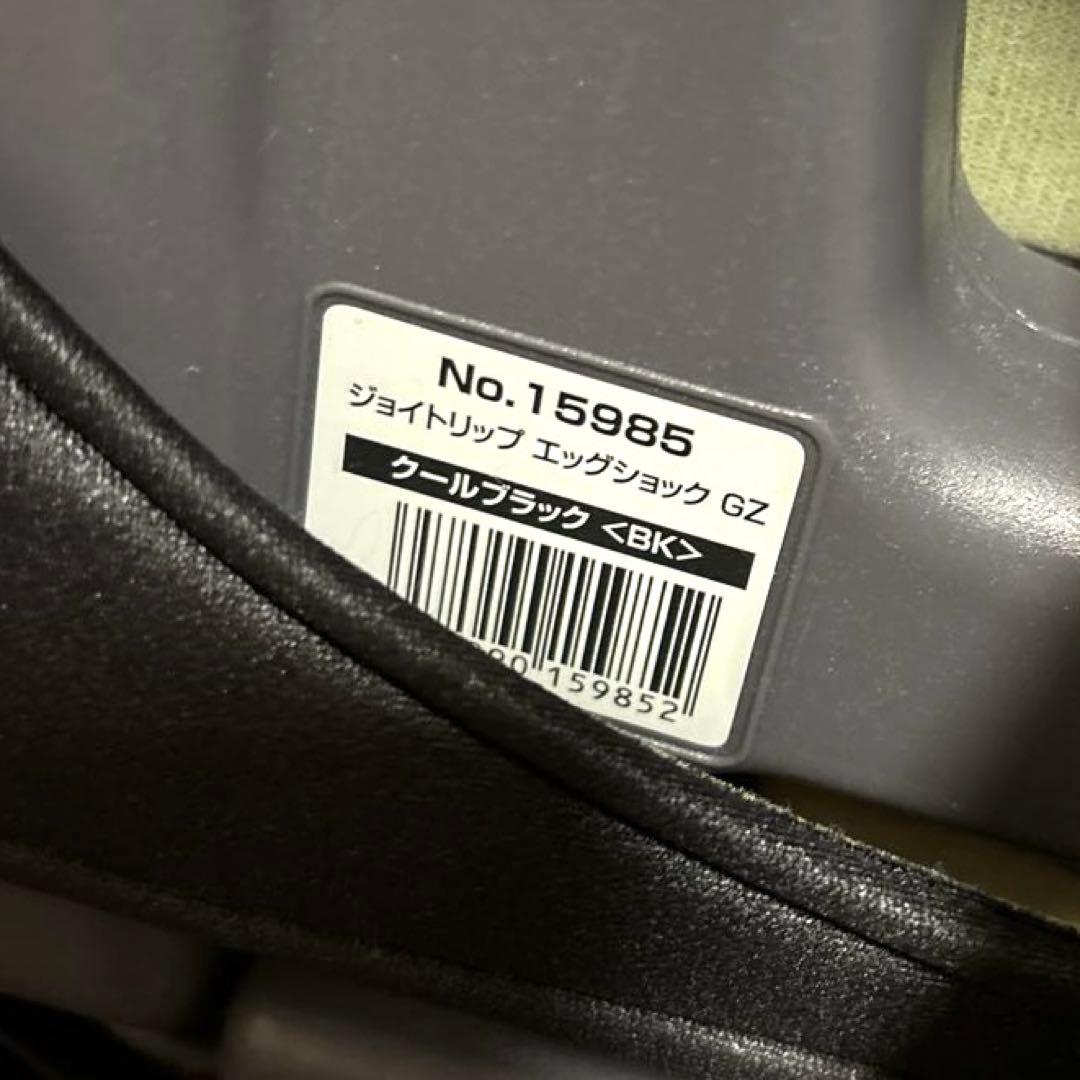 No.15985
ジョイトリップ エッグショック GZ
クールブラック <BK>
159852